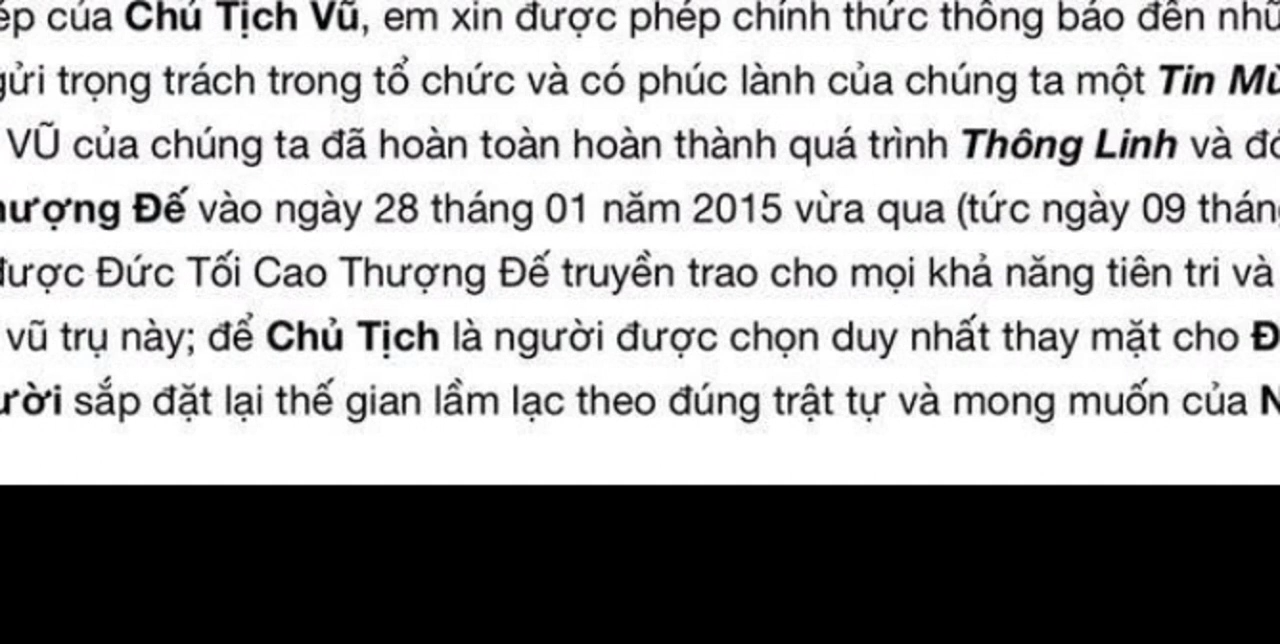 ép của Chủ Tịch Vũ, em xin được phép chính thức thông báo đến nhữ
gửi trọng trách trong tổ chức và có phúc lành của chúng ta một Tin Mừ
VŨ của chúng ta đã hoàn toàn hoàn thành quá trình Thông Linh và đ
hượng Đế vào ngày 28 tháng 01 năm 2015 vừa qua (tức ngày 09 thán
được Đức Tối Cao Thượng Đế truyền trao cho mọi khả năng tiên tri và
vũ trụ này; để Chủ Tịch là người được chọn duy nhất thay mặt cho Đ
ười sắp đặt lại thế gian lầm lạc theo đúng trật tự và mong muốn của N